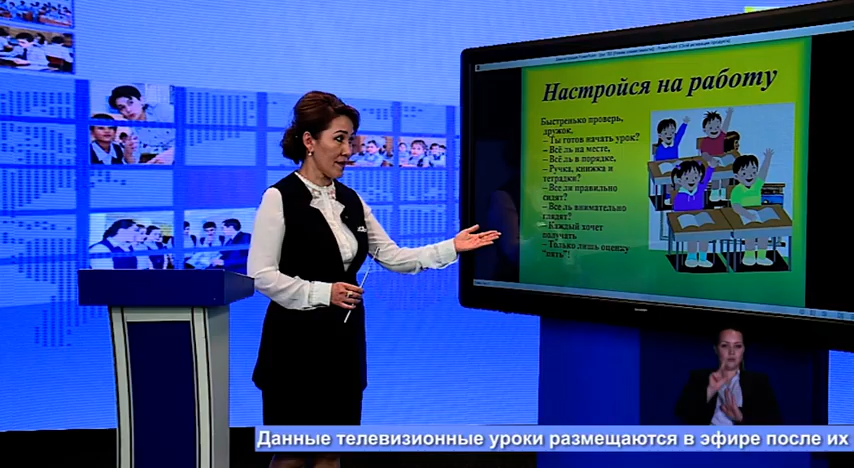 Настройся на работу
Быстренько проверь,
дружок,
– Ты готов начать урок?
– Всё ль на месте,
– Всё ль в порядке,
– Ручка, книжка и
тетрадки?
– Все ли правильно
сидят?
– Все ль внимательно
глядят?
– Каждый хочет
получать
– Только лишь оценку
"пять"!
Данные телевизионные уроки размещаются в эфире после их